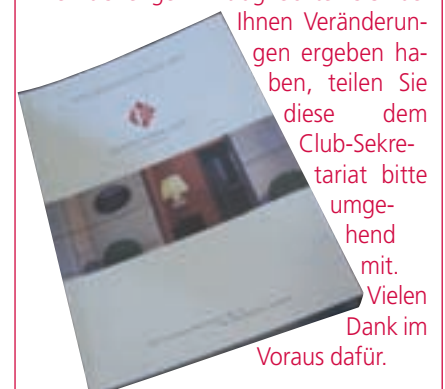 Ihnen Veränderun-
gen ergeben ha-
ben, teilen Sie
diese dem
Club-Sekre-
tariat bitte
umge-
hend
mit.
Vielen
Dank im
Voraus dafür.